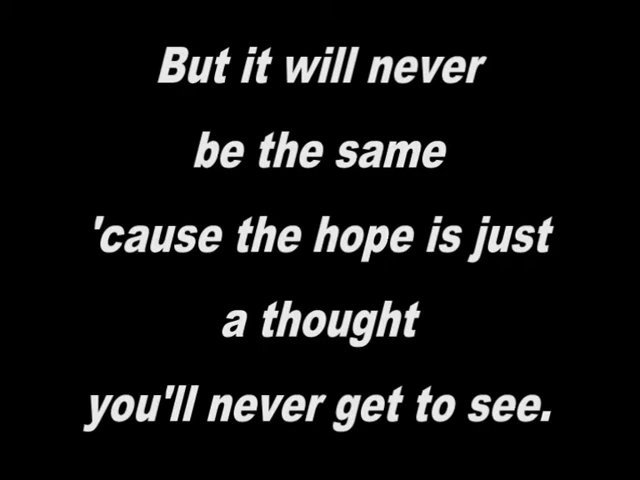 But it will never
be the same
'cause the hope is just
a thought
you'll never get to see.